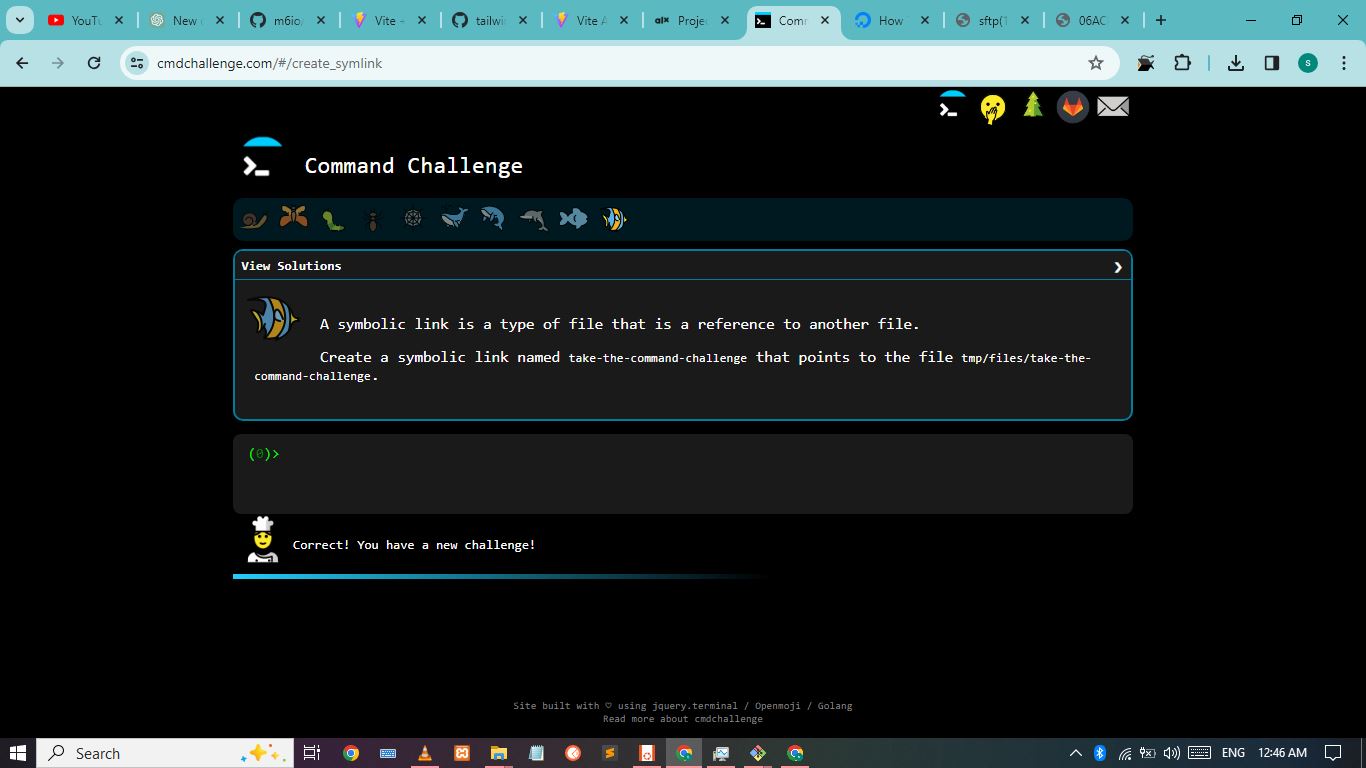 YouTu
New
m6io/
Vite -
tailwi
Vite A
alx Proje
Comm
How
sftp(1
06AC
cmdchallenge.com/#/create_symlink
s
Command Challenge
View Solutions
A symbolic link is a type of file that is a reference to another file.
Create a symbolic link named take-the-command-challenge that points to the file tmp/files/take-the-
command-challenge.
(0)>
Correct! You have a new challenge!
Site built with ♡ using jquery.terminal / Openmoji / Golang
Read more about cmdchallenge
Search
ENG
12:46 AM